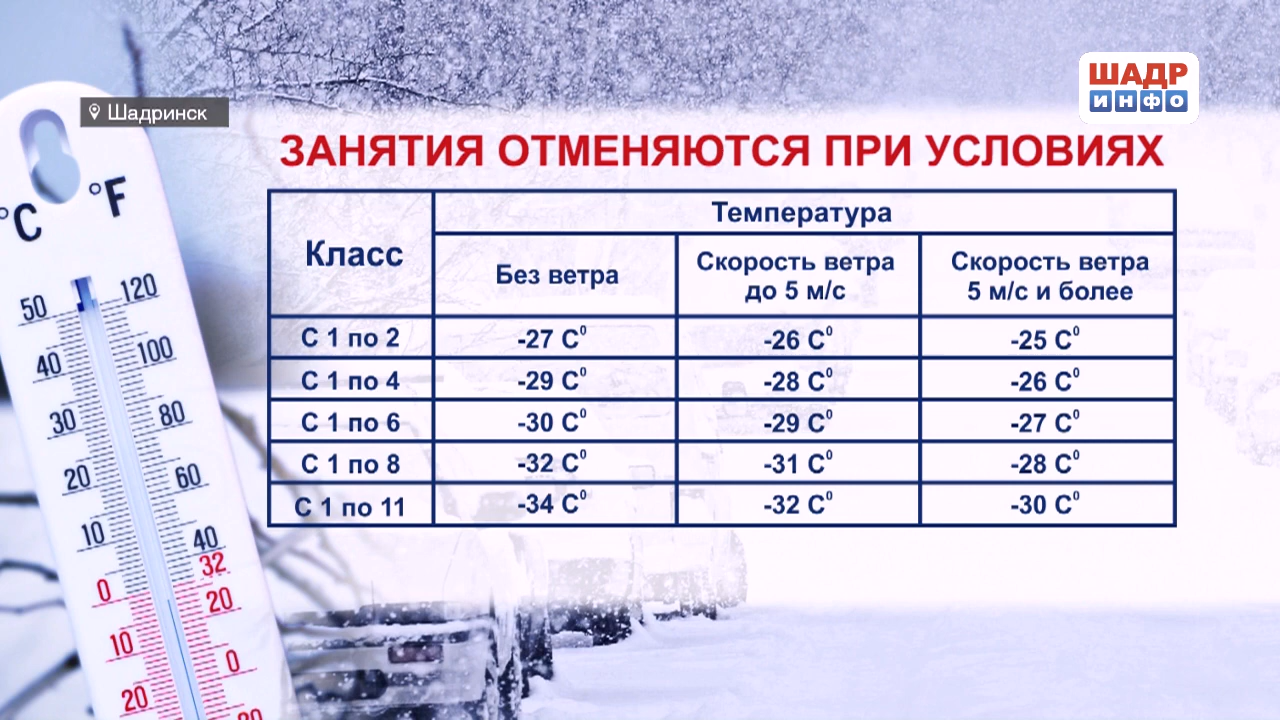 ШАДР
инфо
Шадринск
ЗАНЯТИЯ ОТМЕНЯЮТСЯ ПРИ УСЛОВИЯХ
Класс
Температура
Без ветра
Скорость ветра
до 5 м/с
Скорость ветра
5 м/с и более
С 1 по 2 -27 С⁰ -26 С⁰ -25 С⁰
С 1 по 4 -29 С⁰ -28 С⁰ -26 С⁰
С 1 по 6 -30 С⁰ -29 С⁰ -27 С⁰
С 1 по 8 -32 С⁰ -31 С⁰ -28 С⁰
С 1 по 11 -34 С⁰ -32 С⁰ -30 С⁰
°C °F
50 120
40 100
30 80
20 60
10 40
32
0 20
10 0
20